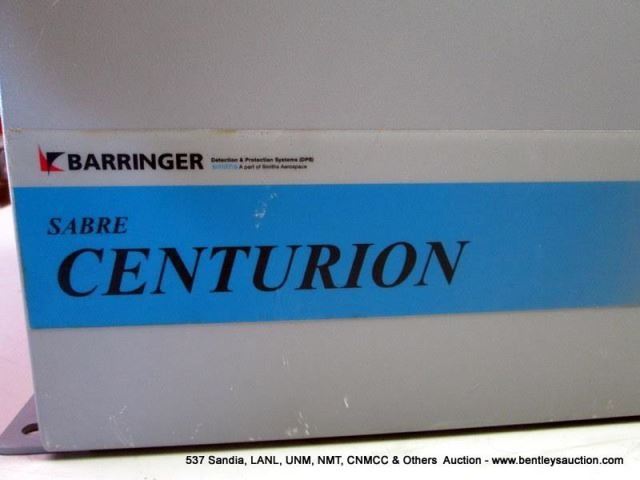 BARRINGER
Detection & Protection Systems (DPS)
smiths A part of Smiths Aerospace
SABRE
CENTURION
537 Sandia, LANL, UNM, NMT, CNMCC & Others Auction - www.bentleysauction.com